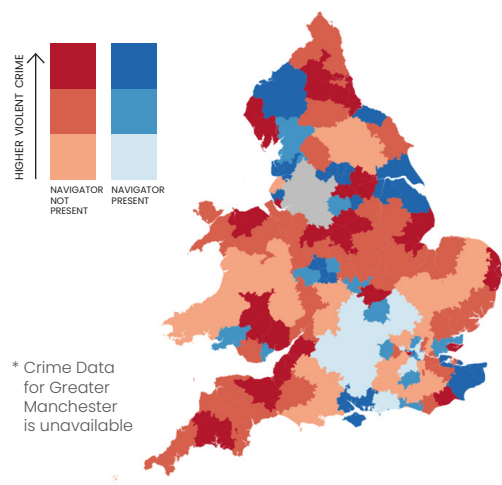 HIGHER VIOLENT CRIME
NAVIGATOR
NOT
PRESENT
NAVIGATOR
PRESENT
* Crime Data
for Greater
Manchester
is unavailable